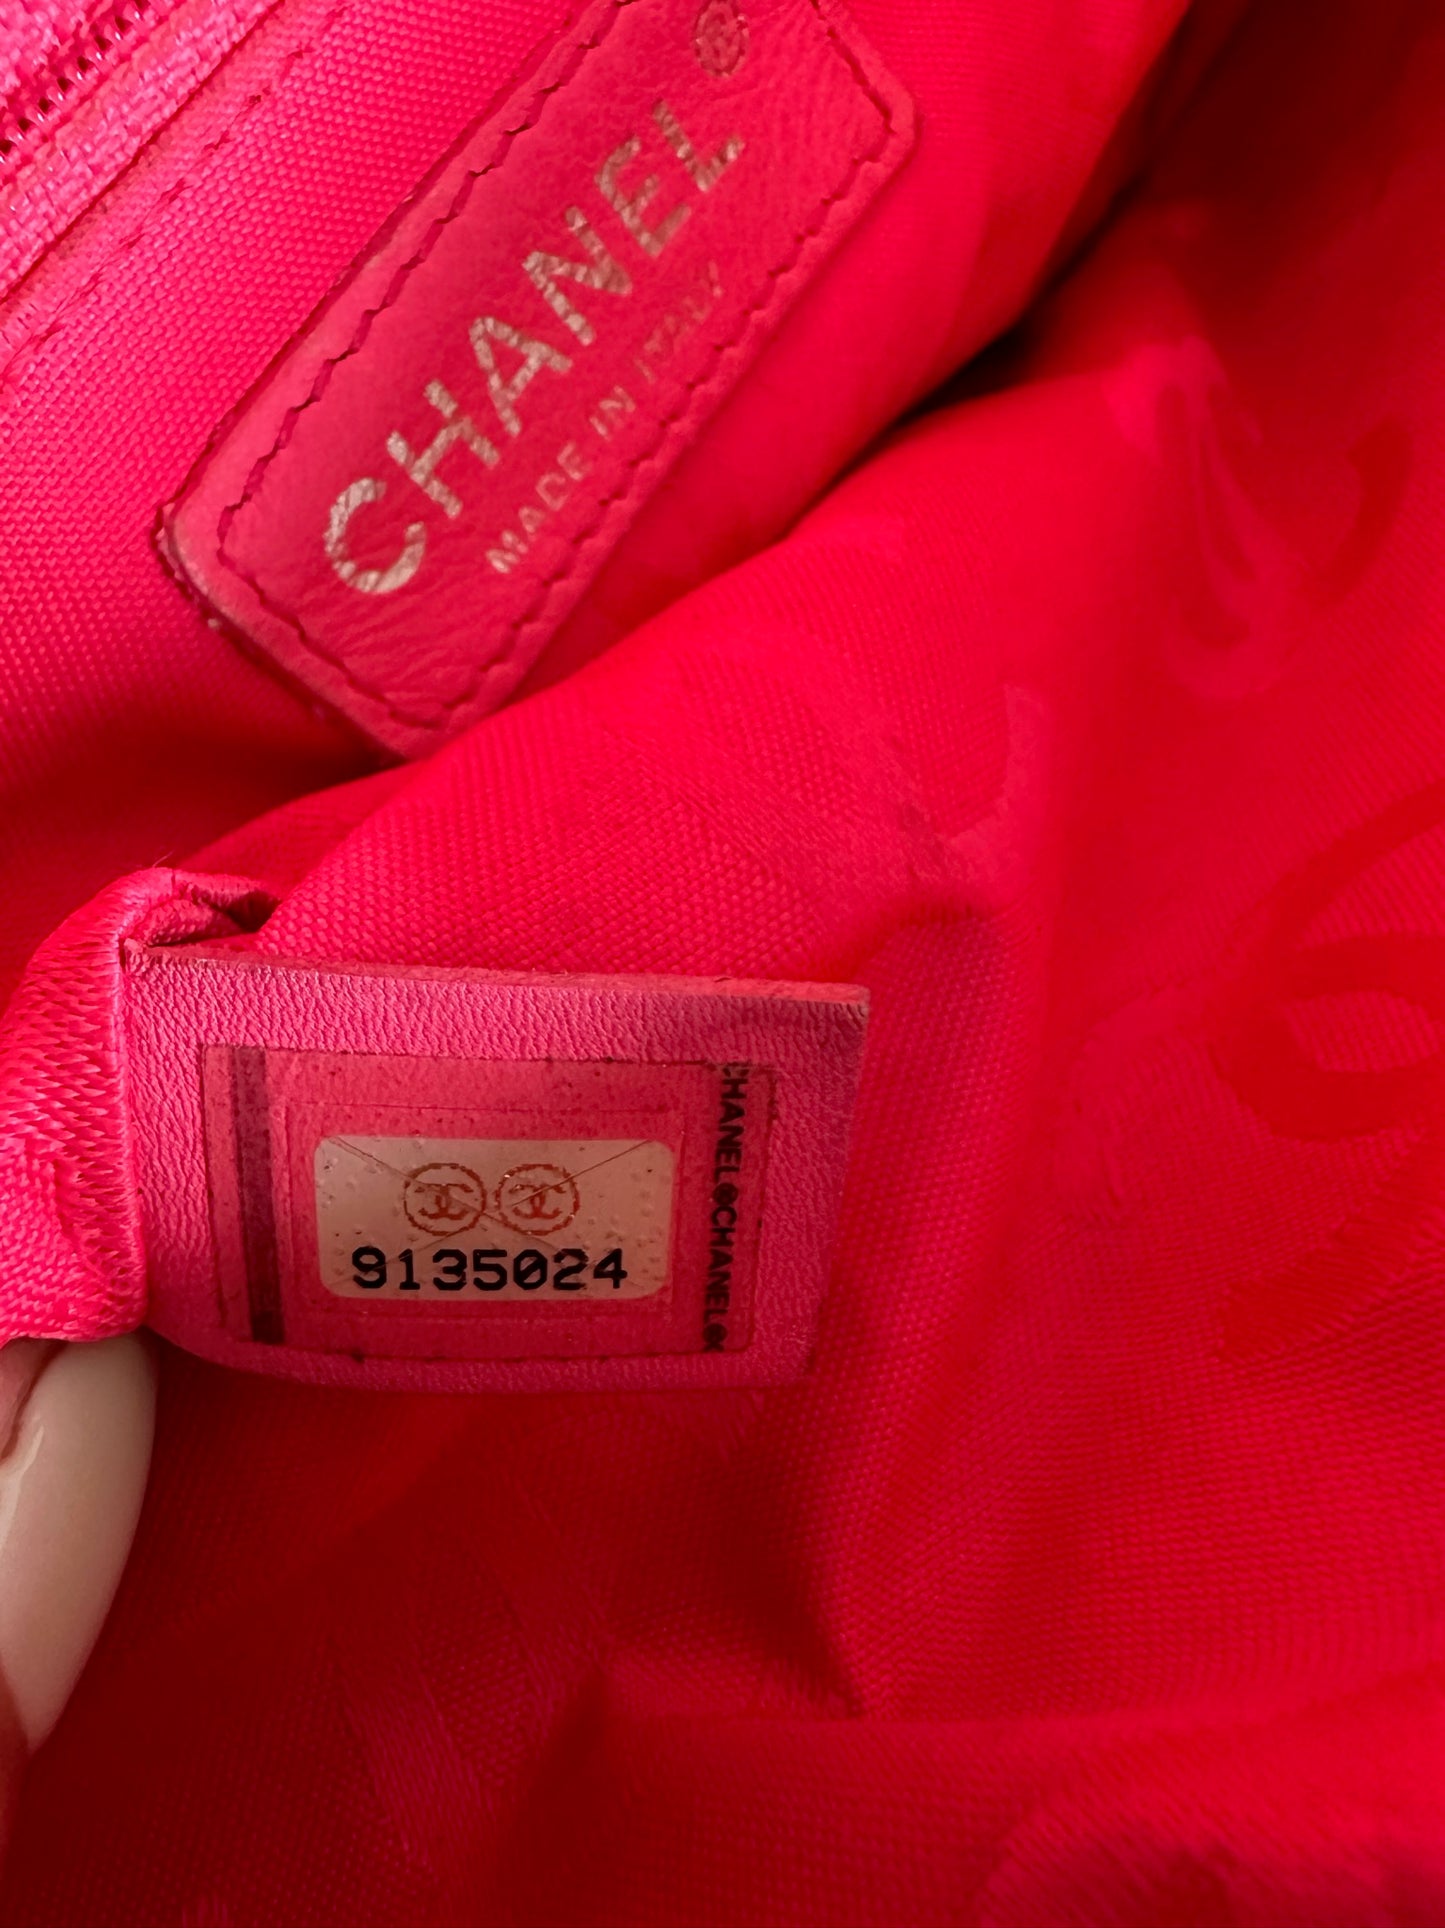 ®
CHANEL
MADE IN ITALY
CHANEL CHANEL
9135024